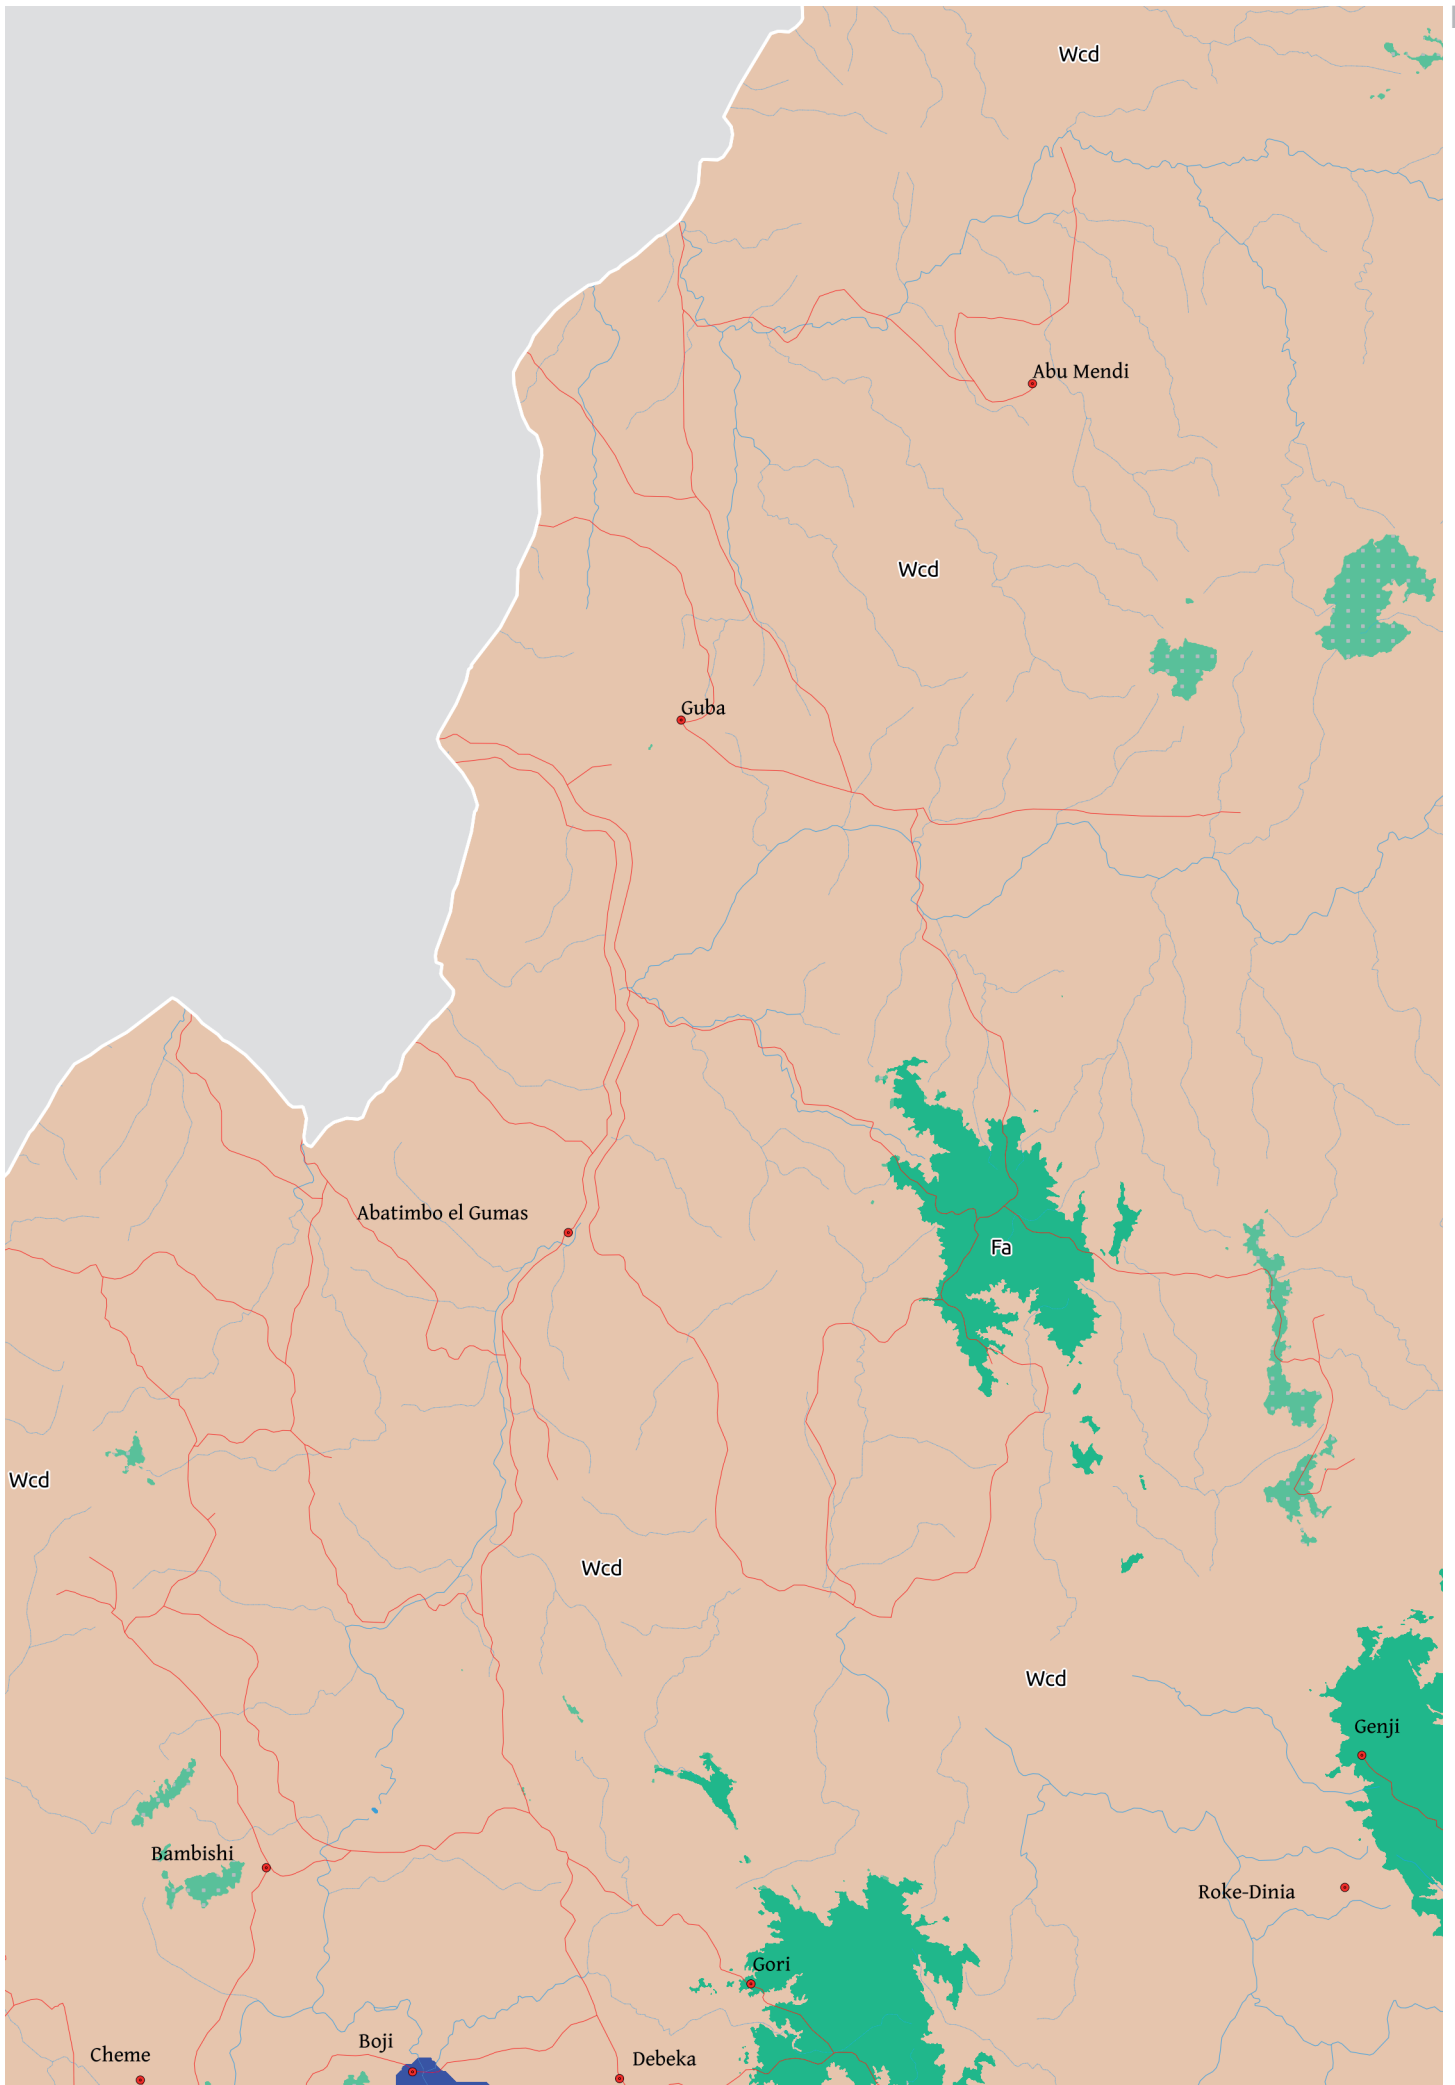 Wcd
Abu Mendi
Wcd
Guba
Abatimbo el Gumas
Fa
Wcd
Wcd
Wcd
Genji
Bambishi
Roke-Dinia
Gori
Boji
Cheme
Debeka